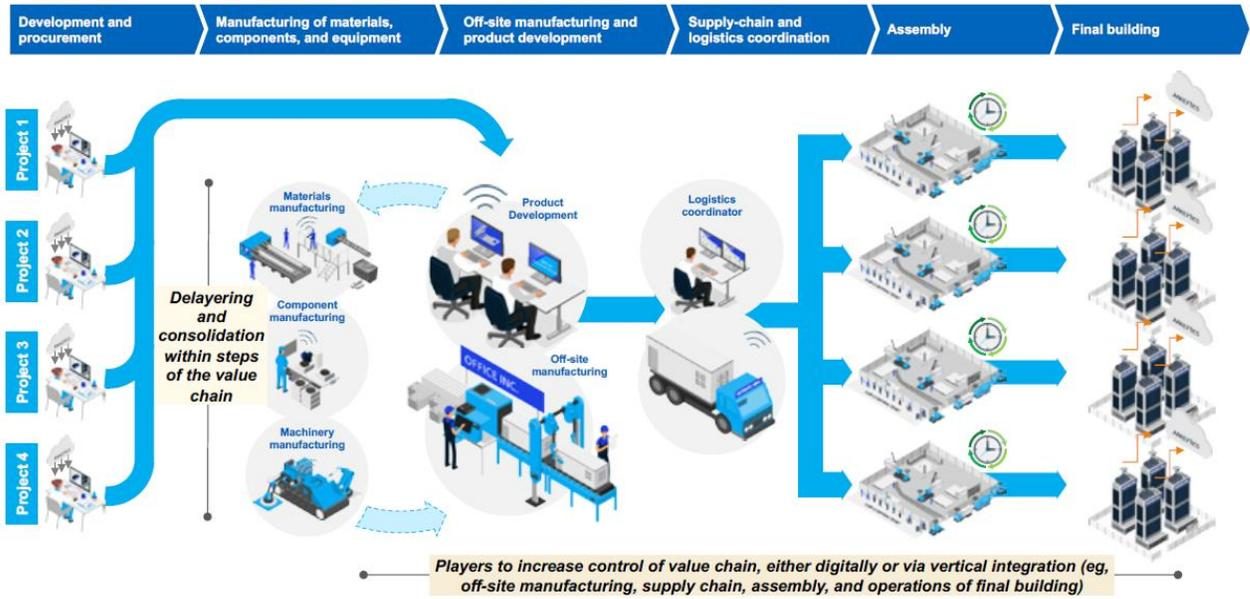 Development and
procurement
Manufacturing of materials,
components, and equipment
Off-site manufacturing and
product development
Supply-chain and
logistics coordination
Assembly
Final building
Project 1
Project 2
Project 3
Project 4
Delayering
and
consolidation
within steps
of the value
chain
Materials
manufacturing
Component
manufacturing
Machinery
manufacturing
Product
Development
Off-site
manufacturing
OFFICE INC.
Logistics
coordinator
ANALYTICS
ANALYTICS
ANALYTICS
ANALYTICS
Players to increase control of value chain, either digitally or via vertical integration (eg,
off-site manufacturing, supply chain, assembly, and operations of final building)